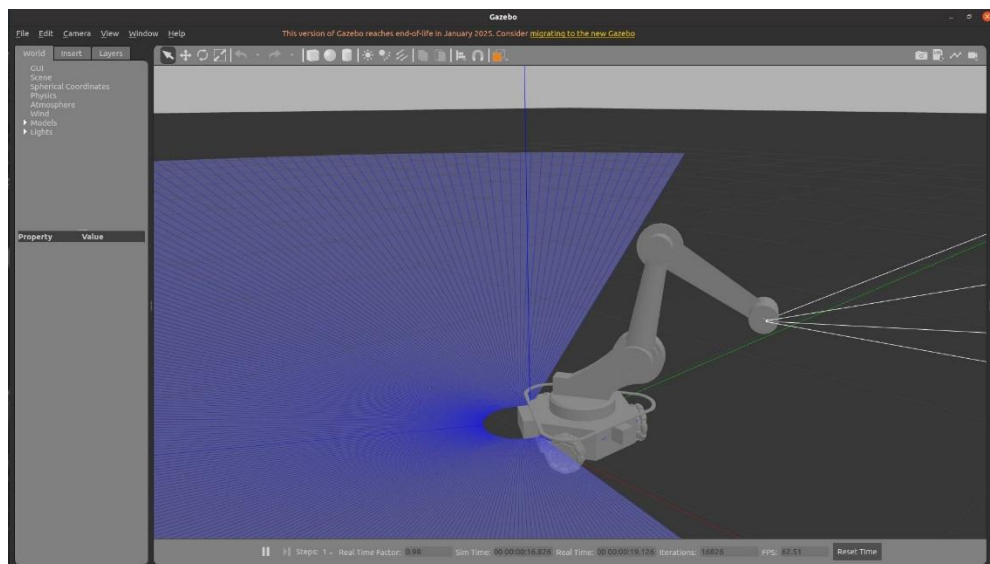 Gazebo
File Edit Camera View Window Help
This version of Gazebo reaches end-of-life in January 2025. Consider migrating to the new Gazebo
World Insert Layers
GUI
Scene
Spherical Coordinates
Physics
Atmosphere
Wind
Models
Lights
Property Value
Steps: 1 Real Time Factor: 0.98 Sim Time: 00 00:00:16.826 Real Time: 00 00:00:19.126 Iterations: 16826 FPS: 62.51 Reset Time